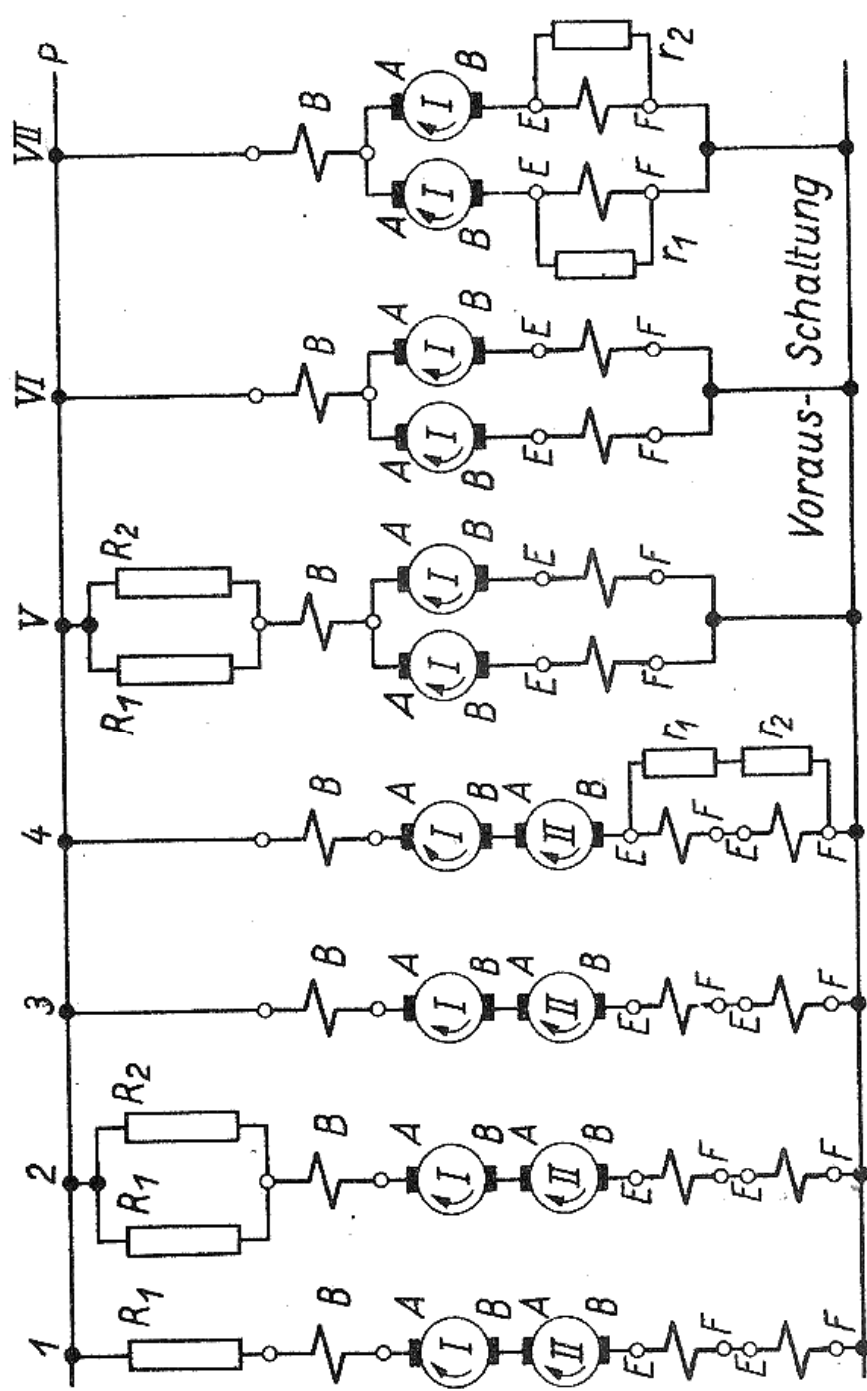 1 2 3 4 V VI VII P
R1 R1 R2 R1 R2
B B B B B B B
A A A A A A A A A A
I I I I I I I I I I
B B B B B B B B B B
A A A A
II II II II
B B B B
E E E E E E E E E E
r1 r1 r2
F F F F F F F F F F
E E E E
r2
F F F F
Voraus- Schaltung